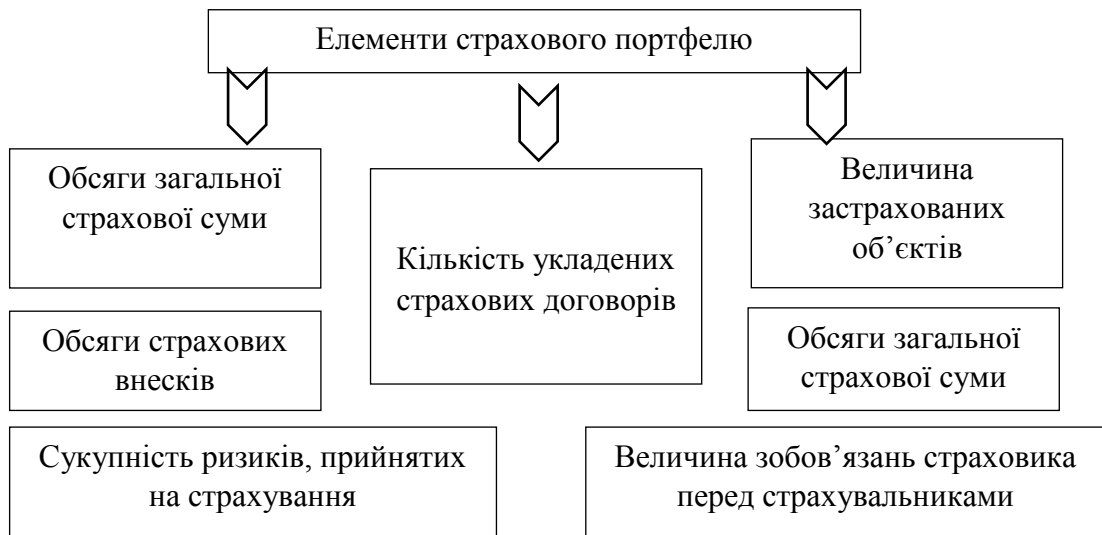 Елементи страхового портфелю
Обсяги загальної
страхової суми
Кількість укладених
страхових договорів
Величина
застрахованих
об’єктів
Обсяги страхових
внесків
Обсяги загальної
страхової суми
Сукупність ризиків, прийнятих
на страхування
Величина зобов’язань страховика
перед страхувальниками